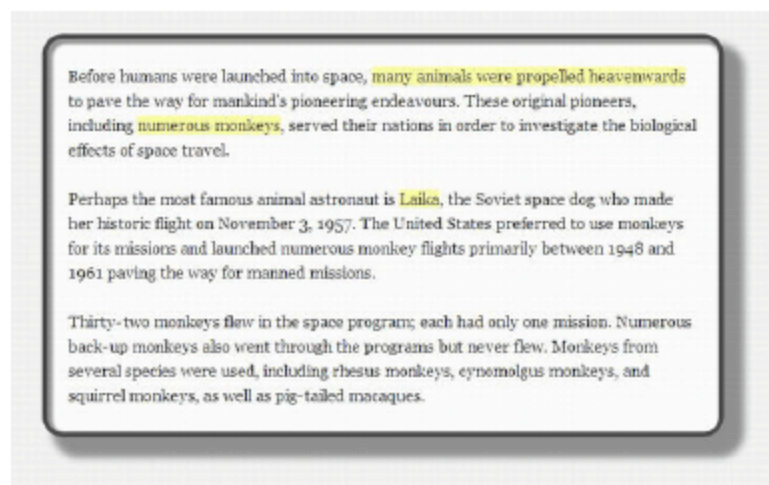 Before humans were launched into space, many animals were propelled heavenwards
to pave the way for mankind's pioneering endeavours. These original pioneers,
including numerous monkeys, served their nations in order to investigate the biological
effects of space travel.
Perhaps the most famous animal astronaut is Laika, the Soviet space dog who made
her historic flight on November 3, 1957. The United States preferred to use monkeys
for its missions and launched numerous monkey flights primarily between 1948 and
1961 paving the way for manned missions.
Thirty-two monkeys flew in the space program; each had only one mission. Numerous
back-up monkeys also went through the programs but never flew. Monkeys from
several species were used, including rhesus monkeys, cynomolgus monkeys, and
squirrel monkeys, as well as pig-tailed macaques.